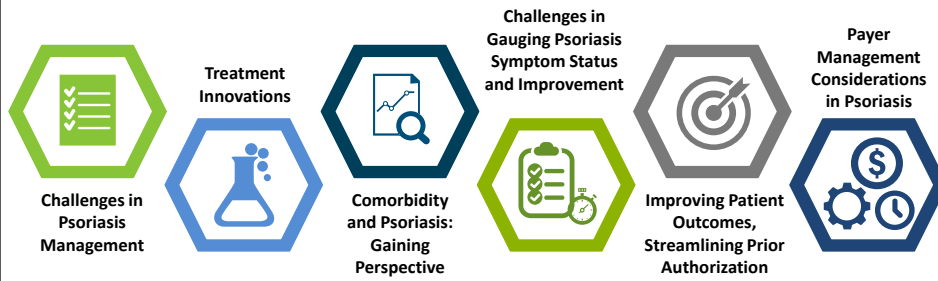 Challenges in
Psoriasis
Management
Treatment
Innovations
Comorbidity
and Psoriasis:
Gaining
Perspective
Challenges in
Gauging Psoriasis
Symptom Status
and Improvement
Improving Patient
Outcomes,
Streamlining Prior
Authorization
Payer
Management
Considerations
in Psoriasis
$